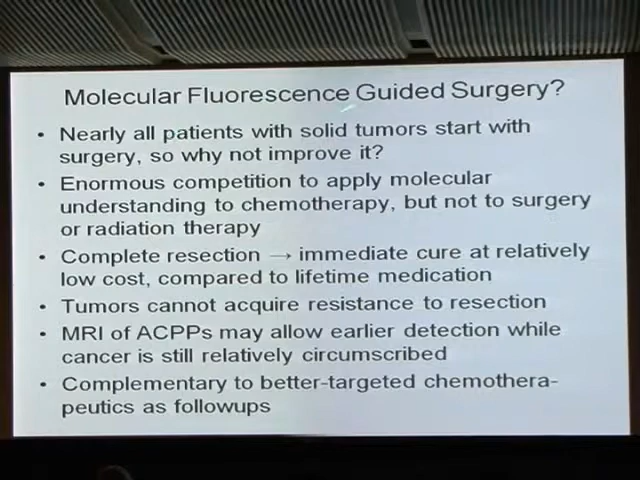 Molecular Fluorescence Guided Surgery?
• Nearly all patients with solid tumors start with
surgery, so why not improve it?
• Enormous competition to apply molecular
understanding to chemotherapy, but not to surgery
or radiation therapy
• Complete resection → immediate cure at relatively
low cost, compared to lifetime medication
• Tumors cannot acquire resistance to resection
• MRI of ACPPs may allow earlier detection while
cancer is still relatively circumscribed
• Complementary to better-targeted chemothera-
peutics as followups